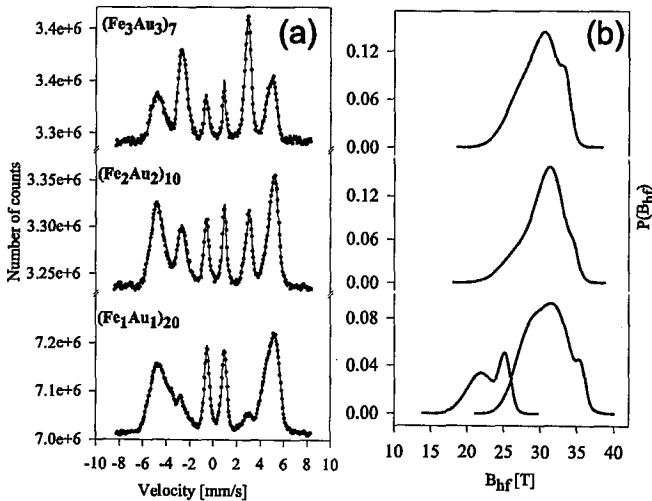 (a)
(Fe3Au3)7
3.4e+6
3.4e+6
3.3e+6
(Fe2Au2)10
3.35e+6
3.30e+6
3.25e+6
(Fe1Au1)20
7.2e+6
7.1e+6
7.0e+6
Number of counts
-10 -8 -6 -4 -2 0 2 4 6 8 10
Velocity [mm/s]
(b)
0.12
0.06
0.00
0.12
0.06
0.00
0.08
0.04
0.00
P(Bhf)
10 15 20 25 30 35 40
Bhf [T]